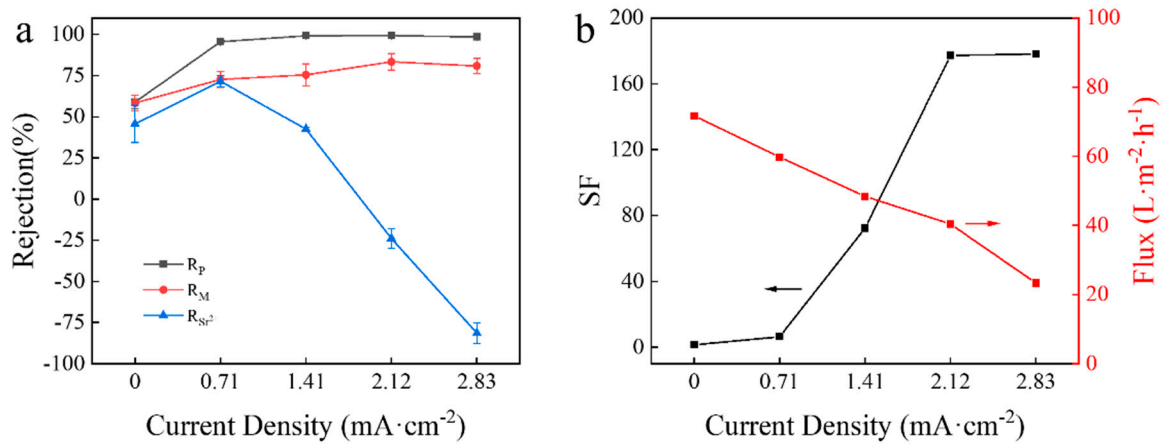 a
Rejection(%)
100
75
50
25
0
-25
-50
-75
-100
R_P
R_M
R_Sr²
0 0.71 1.41 2.12 2.83
Current Density (mA·cm⁻²)
b
SF
200
160
120
80
40
0
0 0.71 1.41 2.12 2.83
Current Density (mA·cm⁻²)
100
80
60
40
20
0
Flux (L·m⁻²·h⁻¹)